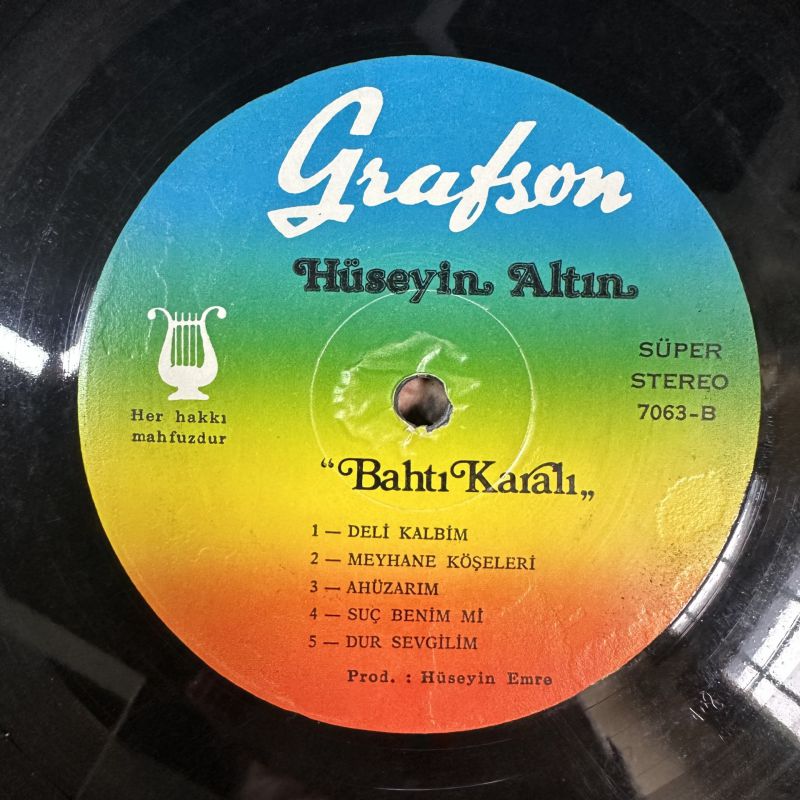 Grafson
Hüseyin Altın
SÜPER
STEREO
7063-B
Her hakkı
mahfuzdur
“Bahtı Karalı„
1 — DELİ KALBİM
2 — MEYHANE KÖŞELERİ
3 — AHÜZARIM
4 — SUÇ BENİM Mİ
5 — DUR SEVGİLİM
Prod. : Hüseyin Emre